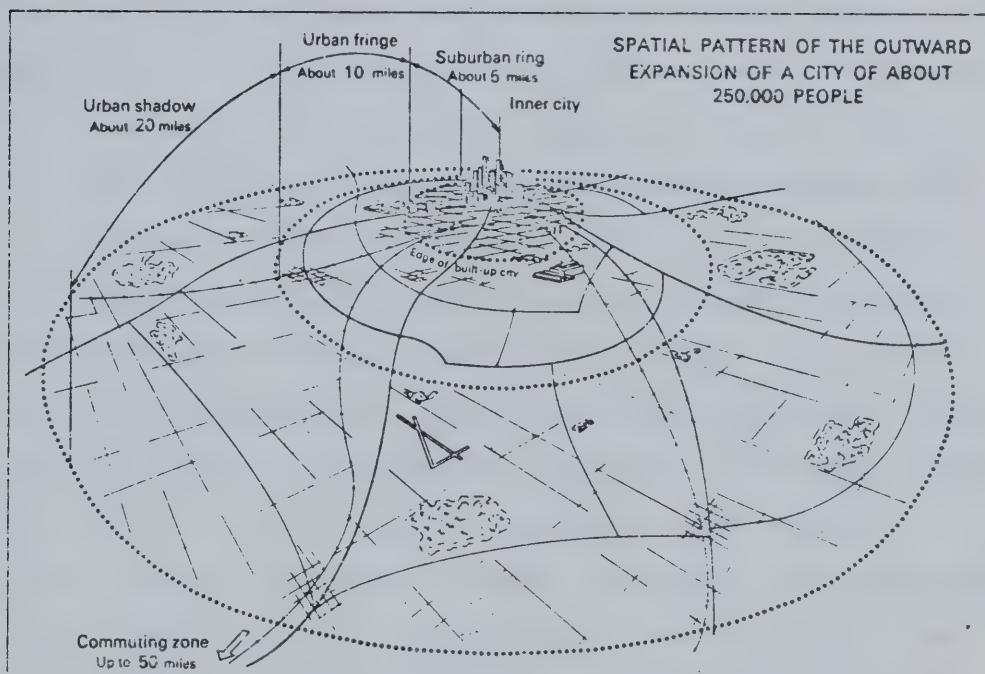 SPATIAL PATTERN OF THE OUTWARD
EXPANSION OF A CITY OF ABOUT
250.000 PEOPLE
Urban fringe
About 10 miles
Suburban ring
About 5 miles
Inner city
Urban shadow
About 20 miles
Edge of built-up city
Commuting zone
Up to 50 miles